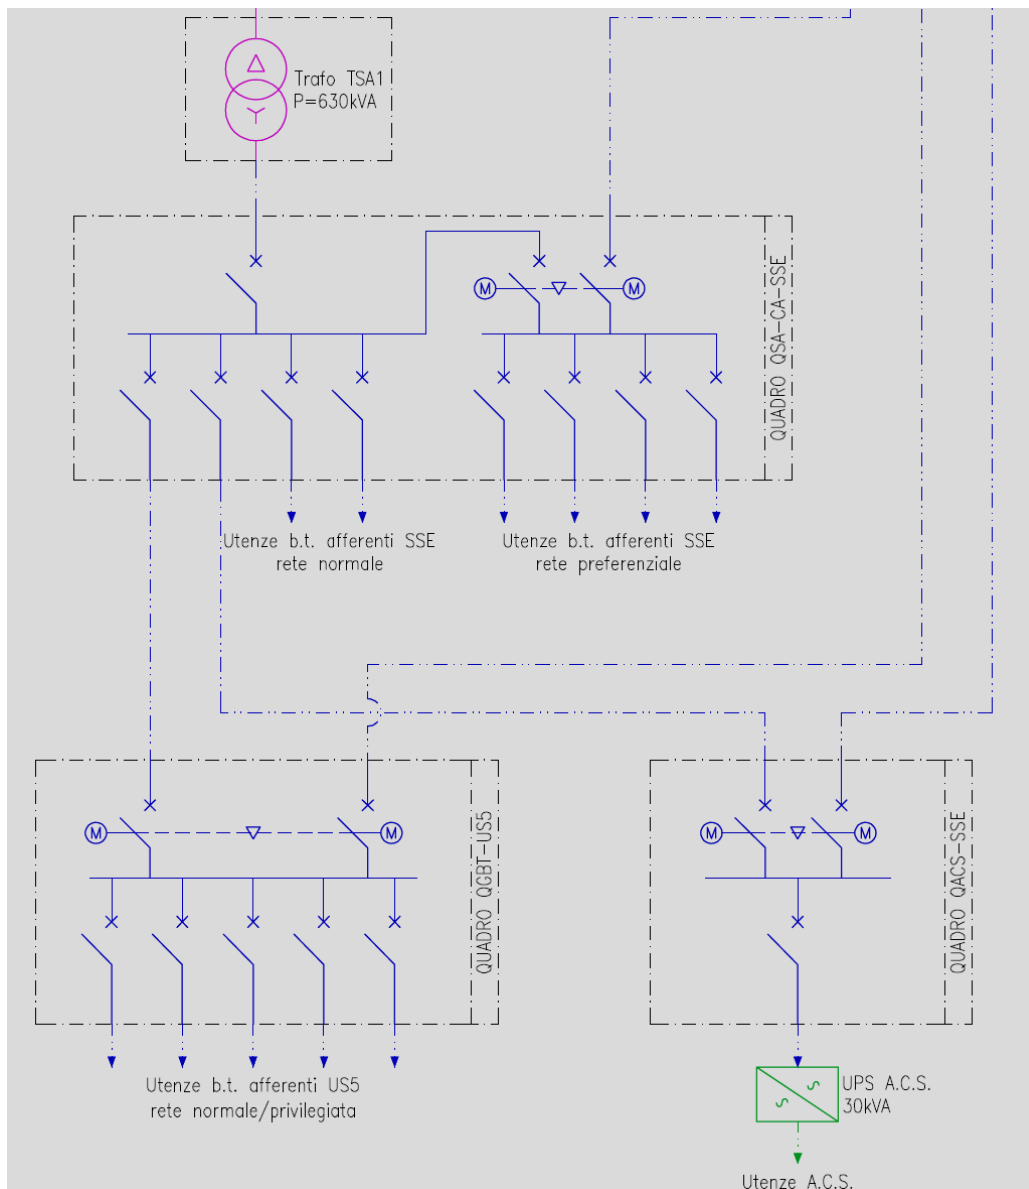 Trafo TSA1
P=630kVA
M
M
QUADRO QSA-CA-SSE
Utenze b.t. afferenti SSE
rete normale
Utenze b.t. afferenti SSE
rete preferenziale
M
M
QUADRO QGBT-US5
M
M
QUADRO QACS-SSE
Utenze b.t. afferenti US5
rete normale/privilegiata
UPS A.C.S.
30kVA
Utenze A.C.S.